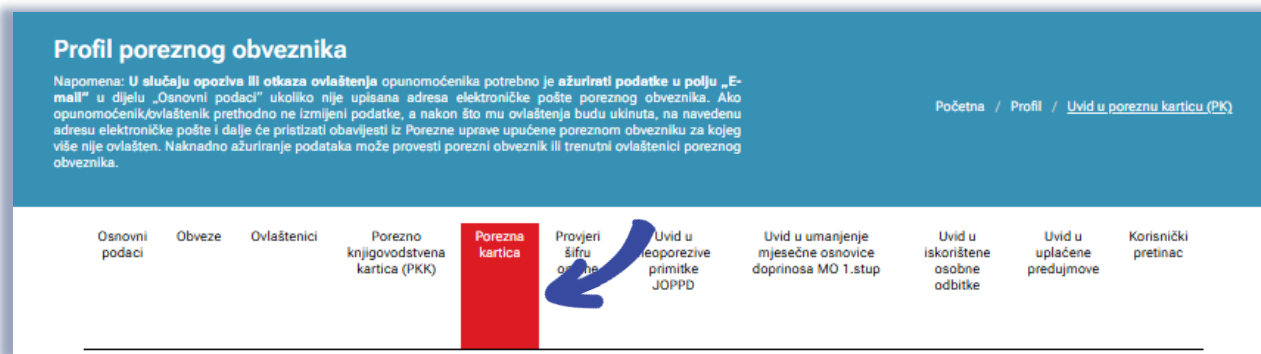 Profil poreznog obveznika
Napomena: U slučaju opoziva ili otkaza ovlaštenja opunomoćenika potrebno je ažurirati podatke u polju „E-
mail” u dijelu „Osnovni podaci” ukoliko nije upisana adresa elektroničke pošte poreznog obveznika. Ako
opunomoćenik/ovlaštenik prethodno ne izmijeni podatke, a nakon što mu ovlaštenja budu ukinuta, na navedenu
adresu elektroničke pošte i dalje će pristizati obavijesti iz Porezne uprave upućene poreznom obvezniku za kojeg
više nije ovlašten. Naknadno ažuriranje podataka može provesti porezni obveznik ili trenutni ovlaštenici poreznog
obveznika.
Početna / Profil / Uvid u poreznu karticu (PK)
Osnovni
podaci
Obveze
Ovlaštenici
Porezno
knjigovodstvena
kartica (PKK)
Porezna
kartica
Provjeri
šifru
Uvid u
neoporezive
primitke
JOPPD
Uvid u umanjenje
mjesečne osnovice
doprinosa MO 1.stup
Uvid u
iskorištene
osobne
odbitke
Uvid u
uplaćene
predujmove
Korisnički
pretinac